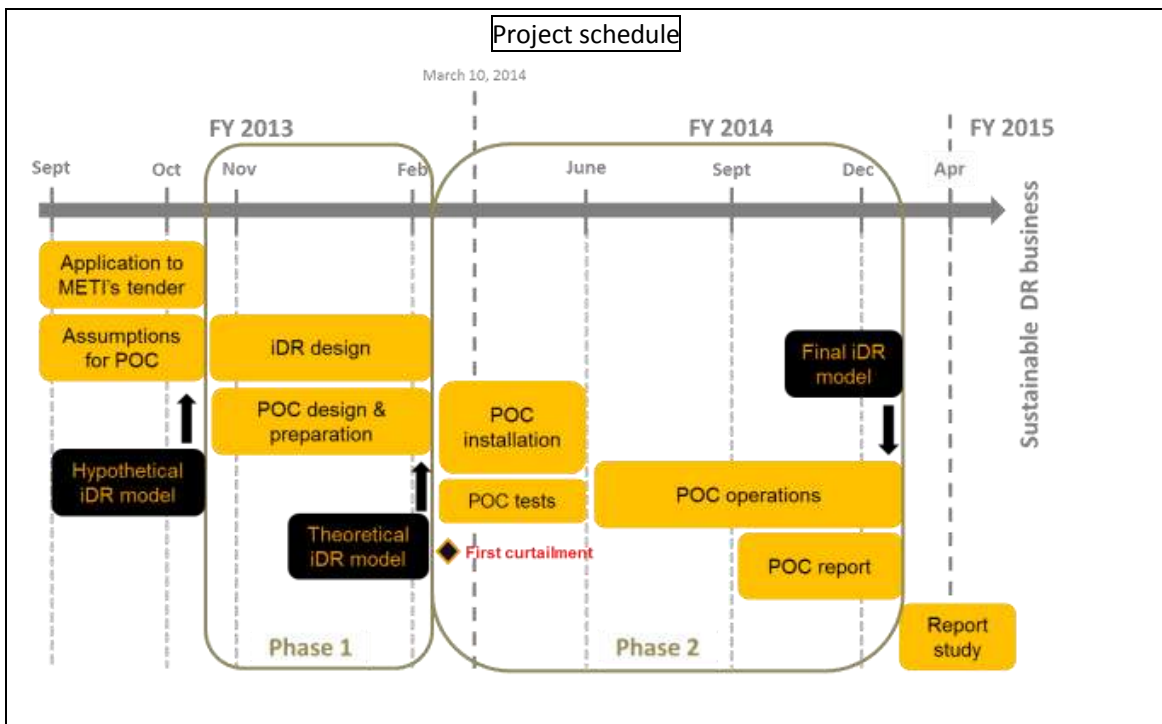 Project schedule
March 10, 2014
FY 2013
FY 2014
FY 2015
Sept
Oct
Nov
Feb
June
Sept
Dec
Apr
Application to
METI's tender
Assumptions
for POC
iDR design
POC design &
preparation
Hypothetical
iDR model
Theoretical
iDR model
POC
installation
POC tests
First curtailment
Final iDR
model
POC operations
POC report
Report
study
Phase 1
Phase 2
Sustainable DR business